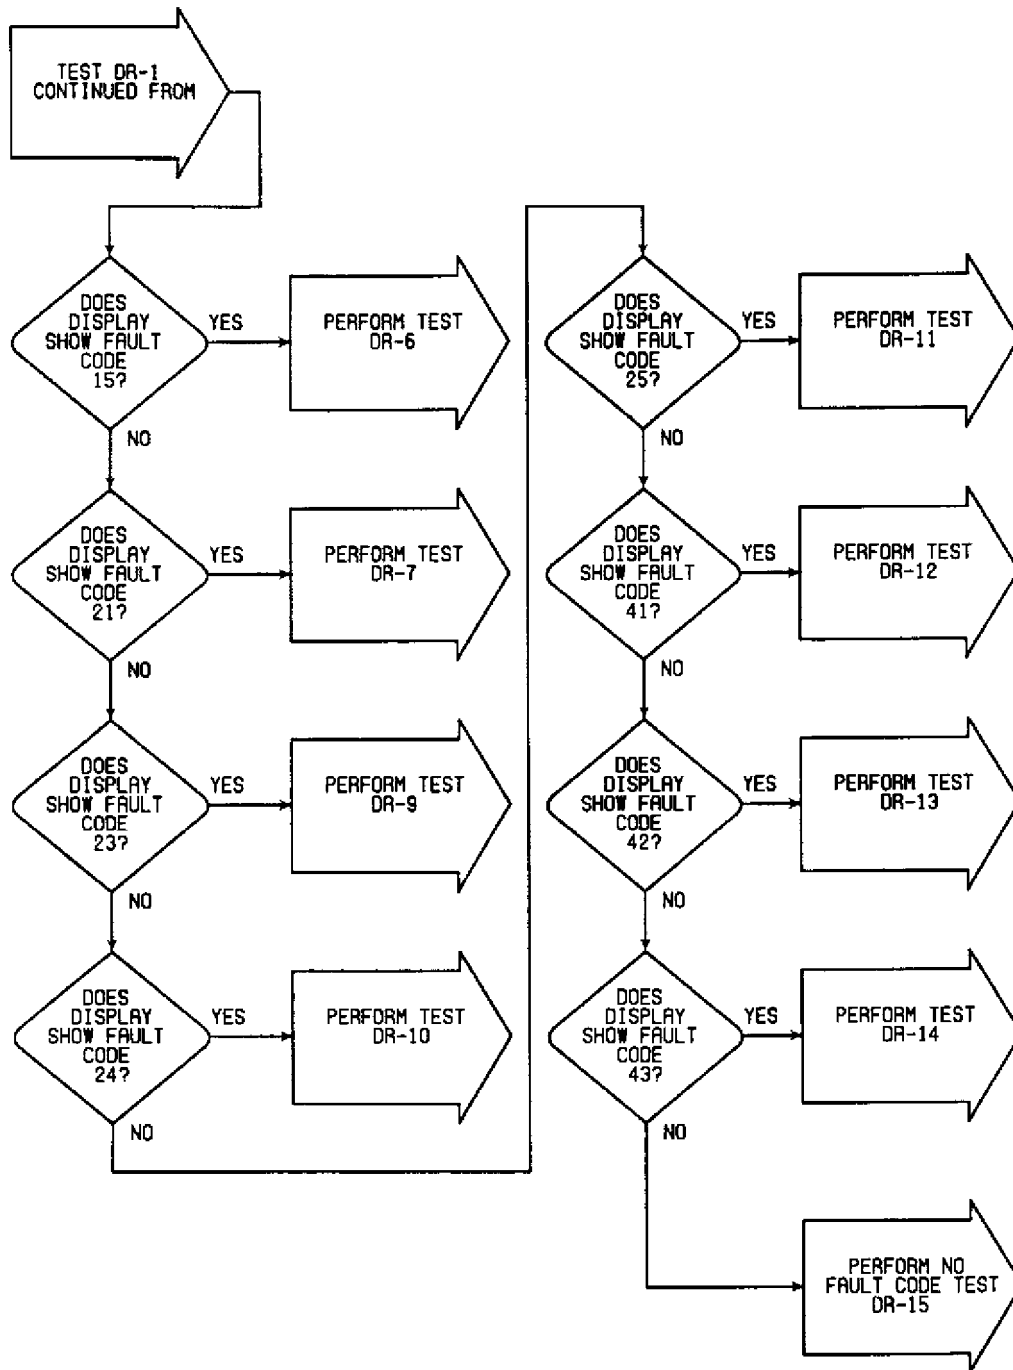 TEST DR-1
CONTINUED FROM
DOES
DISPLAY
SHOW FAULT
CODE
15?
YES
PERFORM TEST
DR-6
NO
DOES
DISPLAY
SHOW FAULT
CODE
21?
YES
PERFORM TEST
DR-7
NO
DOES
DISPLAY
SHOW FAULT
CODE
23?
YES
PERFORM TEST
DR-9
NO
DOES
DISPLAY
SHOW FAULT
CODE
24?
YES
PERFORM TEST
DR-10
NO
DOES
DISPLAY
SHOW FAULT
CODE
25?
YES
PERFORM TEST
DR-11
NO
DOES
DISPLAY
SHOW FAULT
CODE
41?
YES
PERFORM TEST
DR-12
NO
DOES
DISPLAY
SHOW FAULT
CODE
42?
YES
PERFORM TEST
DR-13
NO
DOES
DISPLAY
SHOW FAULT
CODE
43?
YES
PERFORM TEST
DR-14
NO
PERFORM NO
FAULT CODE TEST
DR-15